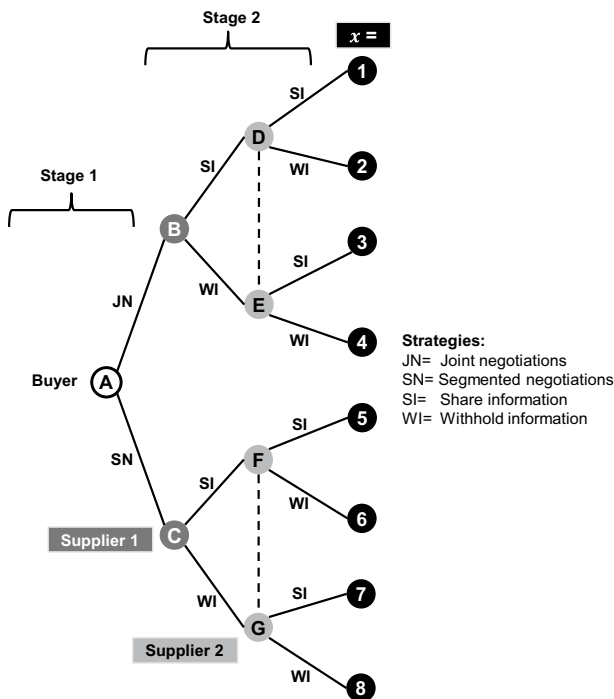 Stage 2
x =
1
SI
D
SI
WI
2
Stage 1
B
3
SI
WI
E
JN
WI
4
Strategies:
JN= Joint negotiations
SN= Segmented negotiations
SI= Share information
WI= Withhold information
Buyer
A
5
SI
SN
F
SI
WI
6
Supplier 1
C
7
WI
SI
G
Supplier 2
WI
8